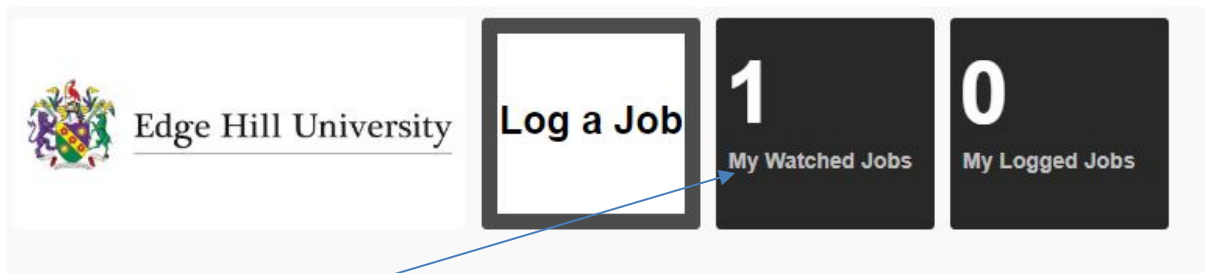 Edge Hill University
Log a Job
1
My Watched Jobs
0
My Logged Jobs